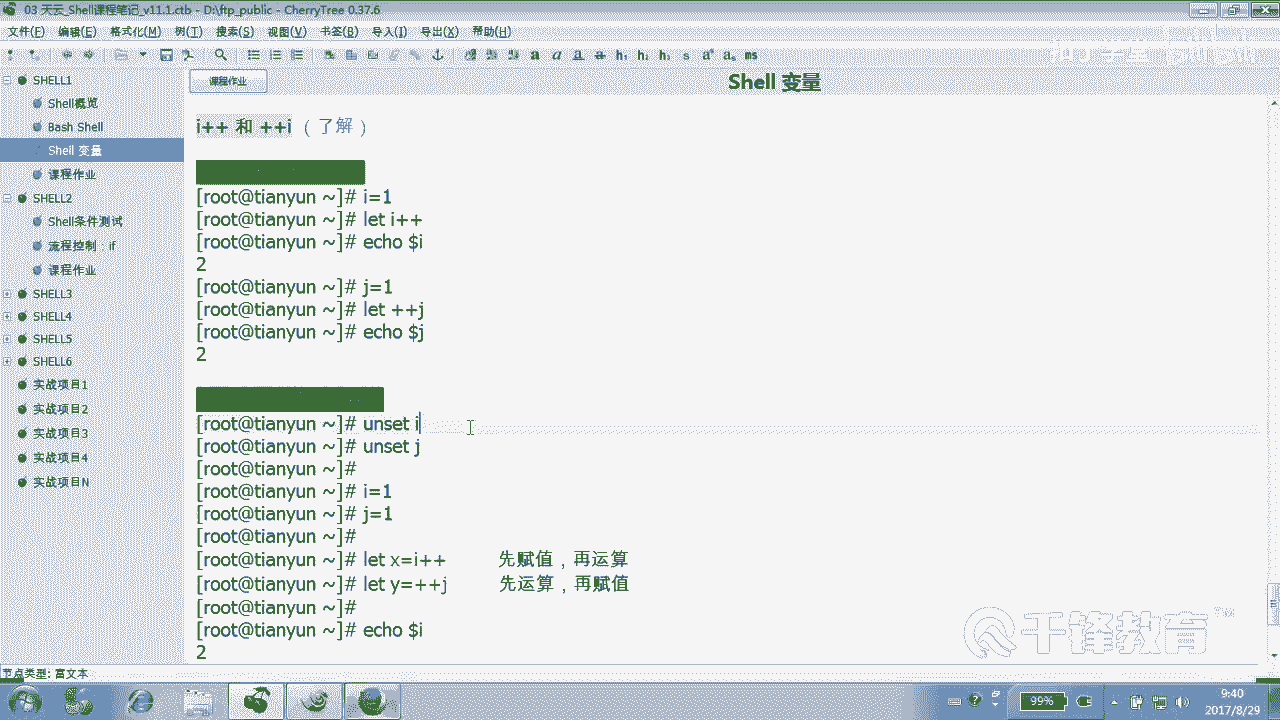 03 天云_Shell课程笔记_v11.1.ctb - D:\ftp_public - CherryTree 0.37.6
文件(F) 编辑(E) 格式化(M) 树(T) 搜索(S) 视图(V) 书签(B) 导入(I) 导出(X) 帮助(H)
SHELL1
Shell概览
Bash Shell
Shell 变量
课程作业
SHELL2
Shell条件测试
流程控制：if
课程作业
SHELL3
SHELL4
SHELL5
SHELL6
实战项目1
实战项目2
实战项目3
实战项目4
实战项目N
课程作业
Shell 变量
i++ 和 ++i （了解）
[root@tianyun ~]# i=1
[root@tianyun ~]# let i++
[root@tianyun ~]# echo $i
2
[root@tianyun ~]# j=1
[root@tianyun ~]# let ++j
[root@tianyun ~]# echo $j
2
[root@tianyun ~]# unset i
[root@tianyun ~]# unset j
[root@tianyun ~]#
[root@tianyun ~]# i=1
[root@tianyun ~]# j=1
[root@tianyun ~]#
[root@tianyun ~]# let x=i++ 先赋值，再运算
[root@tianyun ~]# let y=++j 先运算，再赋值
[root@tianyun ~]#
[root@tianyun ~]# echo $i
2
千锋教育
节点类型: 富文本
99%
9:40
2017/8/29